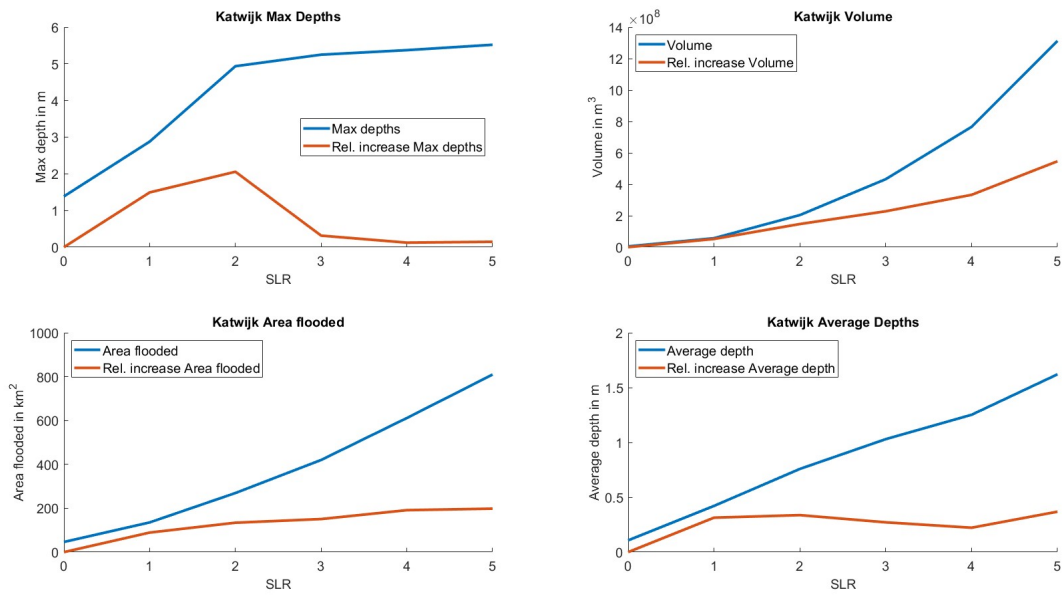 Katwijk Max Depths
Max depth in m
6
5
4
3
2
1
0
Max depths
Rel. increase Max depths
0 1 2 3 4 5
SLR
Katwijk Volume
×10⁸
Volume in m³
14
12
10
8
6
4
2
0
Volume
Rel. increase Volume
0 1 2 3 4 5
SLR
Katwijk Area flooded
Area flooded in km²
1000
800
600
400
200
0
Area flooded
Rel. increase Area flooded
0 1 2 3 4 5
SLR
Katwijk Average Depths
Average depth in m
2
1.5
1
0.5
0
Average depth
Rel. increase Average depth
0 1 2 3 4 5
SLR